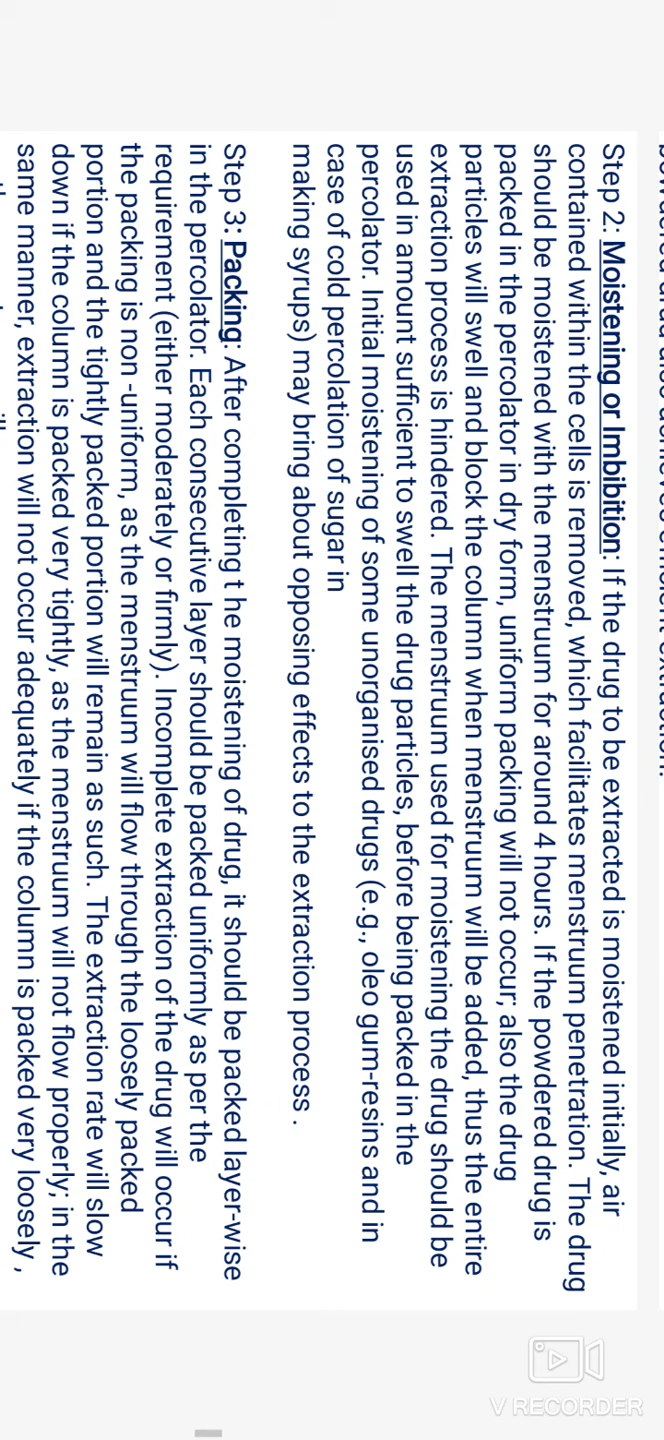 Step 2: Moistening or Imbibition: If the drug to be extracted is moistened initially, air
contained within the cells is removed, which facilitates menstruum penetration. The drug
should be moistened with the menstruum for around 4 hours. If the powdered drug is
packed in the percolator in dry form, uniform packing will not occur; also the drug
particles will swell and block the column when menstruum will be added, thus the entire
extraction process is hindered. The menstruum used for moistening the drug should be
used in amount sufficient to swell the drug particles, before being packed in the
percolator. Initial moistening of some unorganised drugs (e.g., oleo gum-resins and in
case of cold percolation of sugar in
making syrups) may bring about opposing effects to the extraction process .
Step 3: Packing: After completing t he moistening of drug, it should be packed layer-wise
in the percolator. Each consecutive layer should be packed uniformly as per the
requirement (either moderately or firmly). Incomplete extraction of the drug will occur if
the packing is non -uniform, as the menstruum will flow through the loosely packed
portion and the tightly packed portion will remain as such. The extraction rate will slow
down if the column is packed very tightly, as the menstruum will not flow properly; in the
same manner, extraction will not occur adequately if the column is packed very loosely ,
V RECORDER